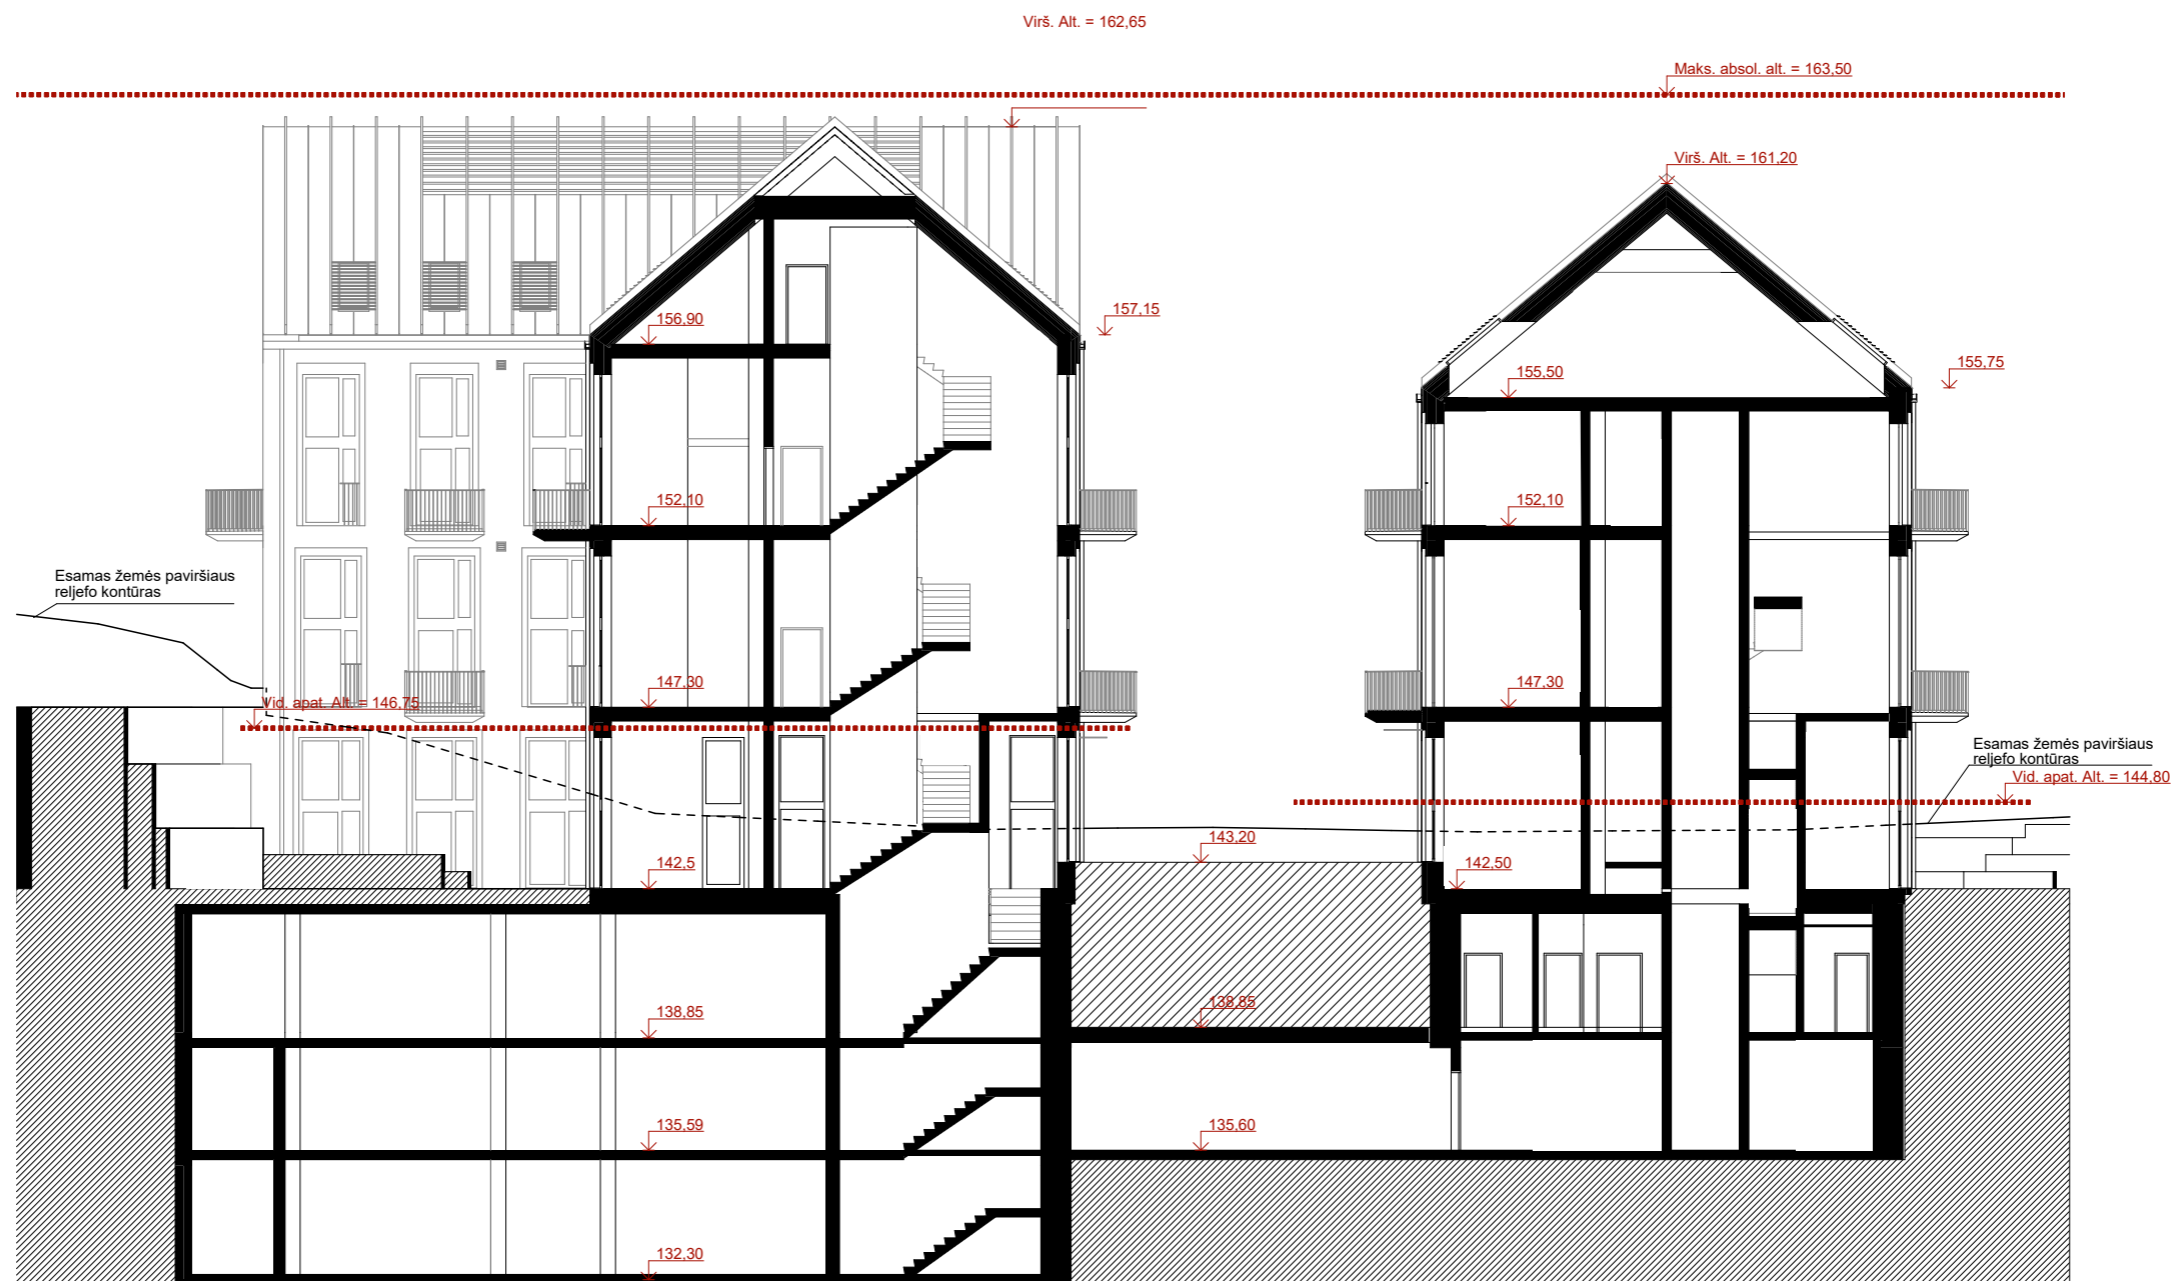 Virš. Alt. = 162,65
Maks. absol. alt. = 163,50
Virš. Alt. = 161,20
157,15
156,90
155,75
155,50
152,10
152,10
Esamas žemės paviršiaus
reljefo kontūras
147,30
147,30
Vid. apat. Alt. = 146,75
Esamas žemės paviršiaus
reljefo kontūras
Vid. apat. Alt. = 144,80
143,20
142,5
142,50
138,85
138,85
135,59
135,60
132,30